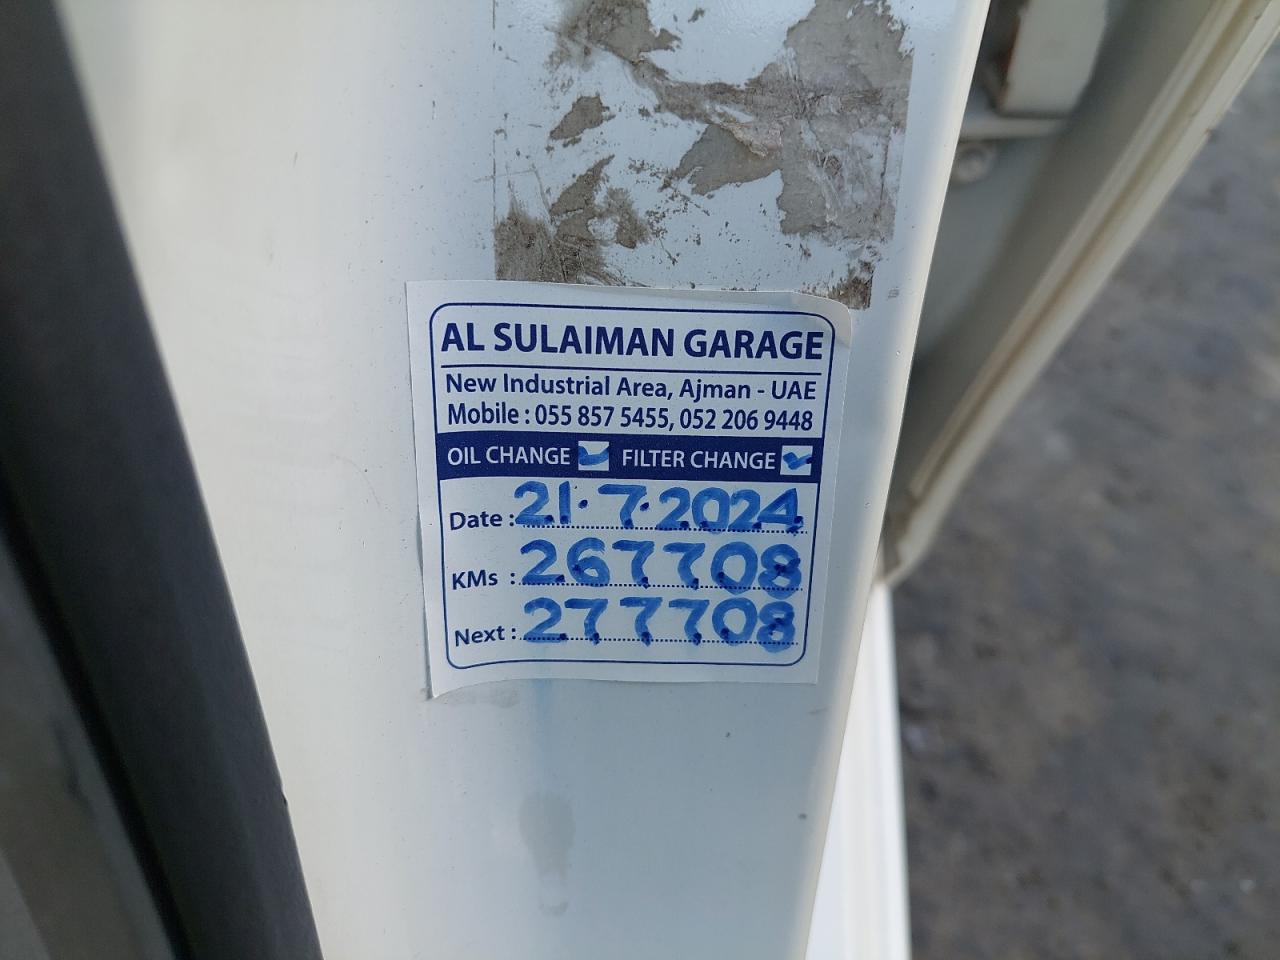 AL SULAIMAN GARAGE
New Industrial Area, Ajman - UAE
Mobile : 055 857 5455, 052 206 9448
OIL CHANGE ✓ FILTER CHANGE ✓
Date : 21.7.2024
KMs : 267708
Next : 277708